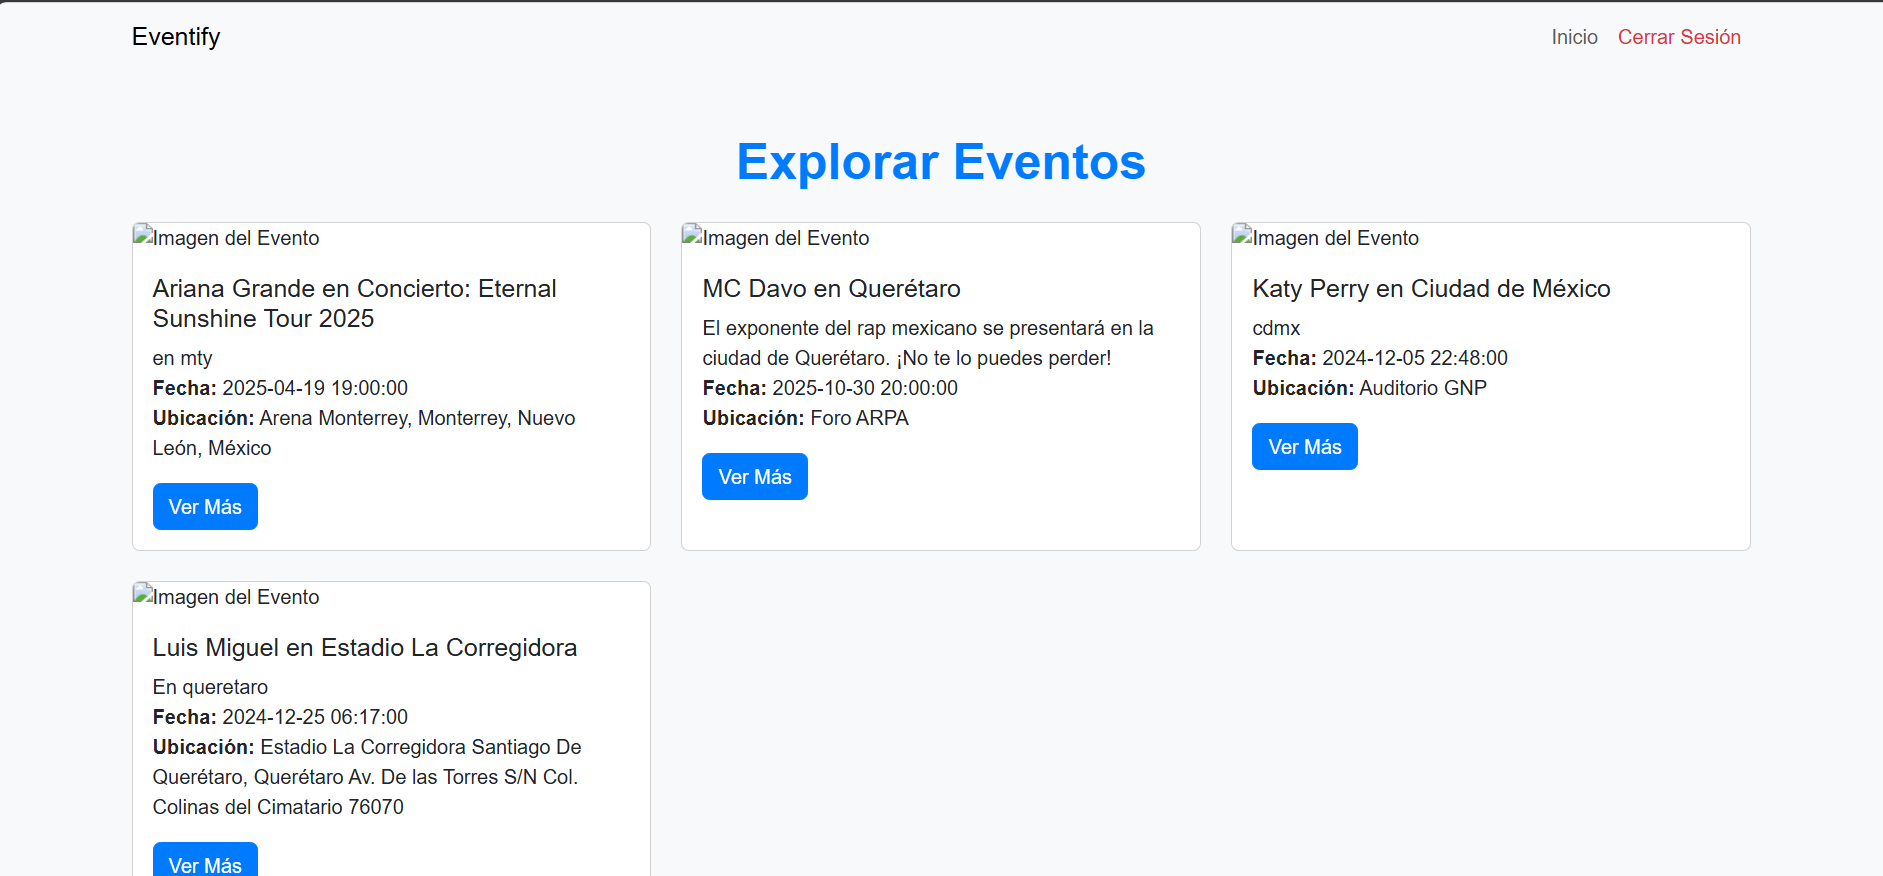 Eventify
Inicio
Cerrar Sesión
Explorar Eventos
Imagen del Evento
Ariana Grande en Concierto: Eternal
Sunshine Tour 2025
en mty
Fecha: 2025-04-19 19:00:00
Ubicación: Arena Monterrey, Monterrey, Nuevo
León, México
Ver Más
Imagen del Evento
MC Davo en Querétaro
El exponente del rap mexicano se presentará en la
ciudad de Querétaro. ¡No te lo puedes perder!
Fecha: 2025-10-30 20:00:00
Ubicación: Foro ARPA
Ver Más
Imagen del Evento
Katy Perry en Ciudad de México
cdmx
Fecha: 2024-12-05 22:48:00
Ubicación: Auditorio GNP
Ver Más
Imagen del Evento
Luis Miguel en Estadio La Corregidora
En queretaro
Fecha: 2024-12-25 06:17:00
Ubicación: Estadio La Corregidora Santiago De
Querétaro, Querétaro Av. De las Torres S/N Col.
Colinas del Cimatario 76070
Ver Más